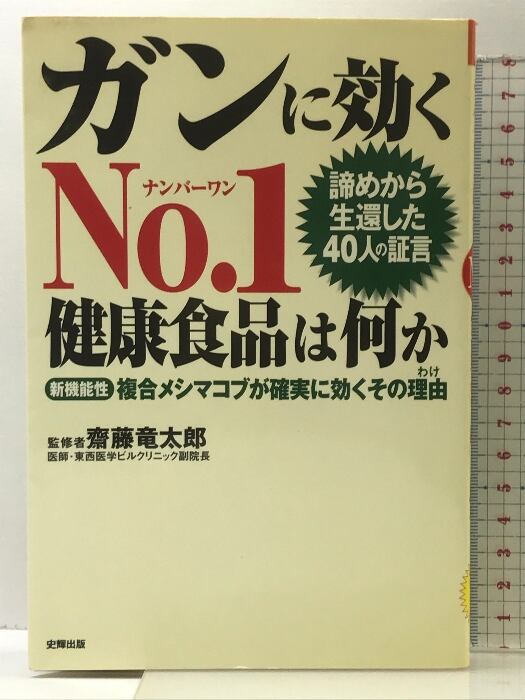 ガンに効く
ナンバーワン
No.1
諦めから
生還した
40人の証言
健康食品は何か
新機能性 複合メシマコブが確実に効くその理由
わけ
監修者 齋藤竜太郎
医師・東西医学ビルクリニック副院長
史輝出版